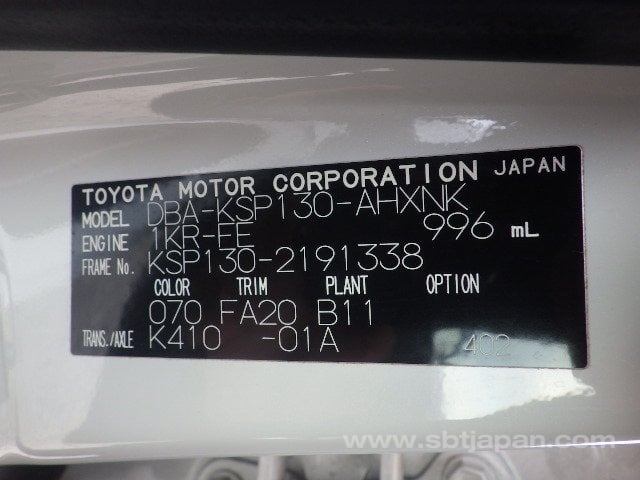 TOYOTA MOTOR CORPORATION JAPAN
MODEL DBA-KSP130-AHXNK
ENGINE 1KR-EE 996 mL
FRAME No. KSP130-2191338
COLOR TRIM PLANT OPTION
070 FA20 B11
TRANS./AXLE K410 -01A 402
www.sbtjapan.com